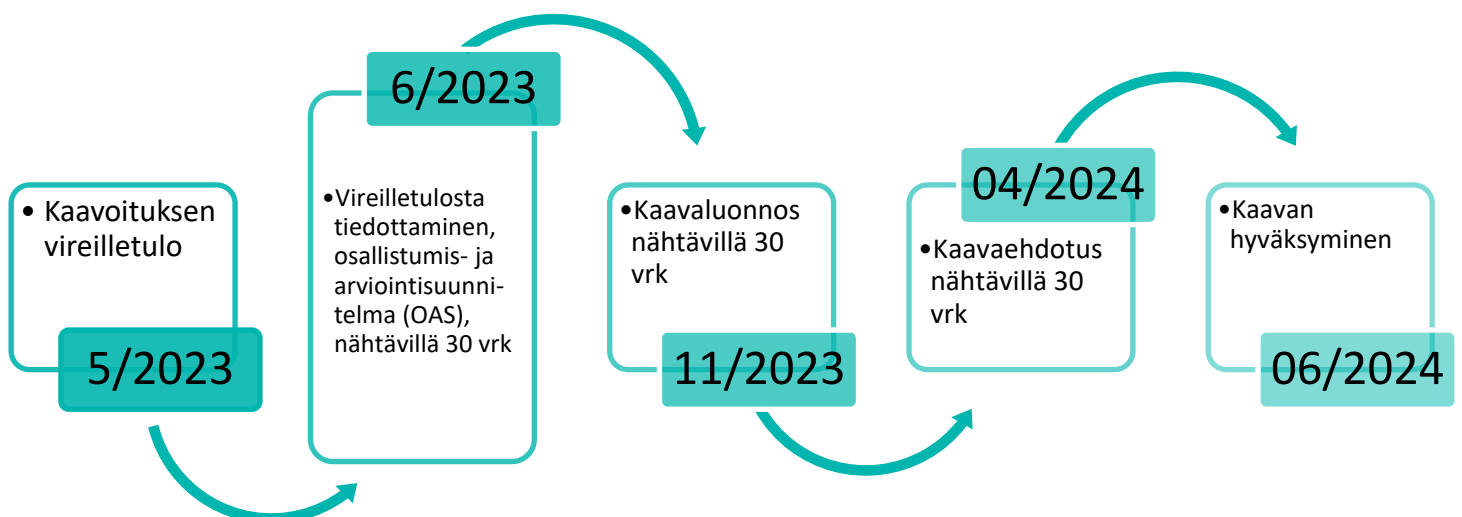 • Kaavoituksen
vireilletulo
5/2023
6/2023
•Vireilletulosta
tiedottaminen,
osallistumis- ja
arviointisuunni-
telma (OAS),
nähtävillä 30 vrk
•Kaavaluonnos
nähtävillä 30
vrk
11/2023
04/2024
•Kaavaehdotus
nähtävillä 30
vrk
•Kaavan
hyväksyminen
06/2024